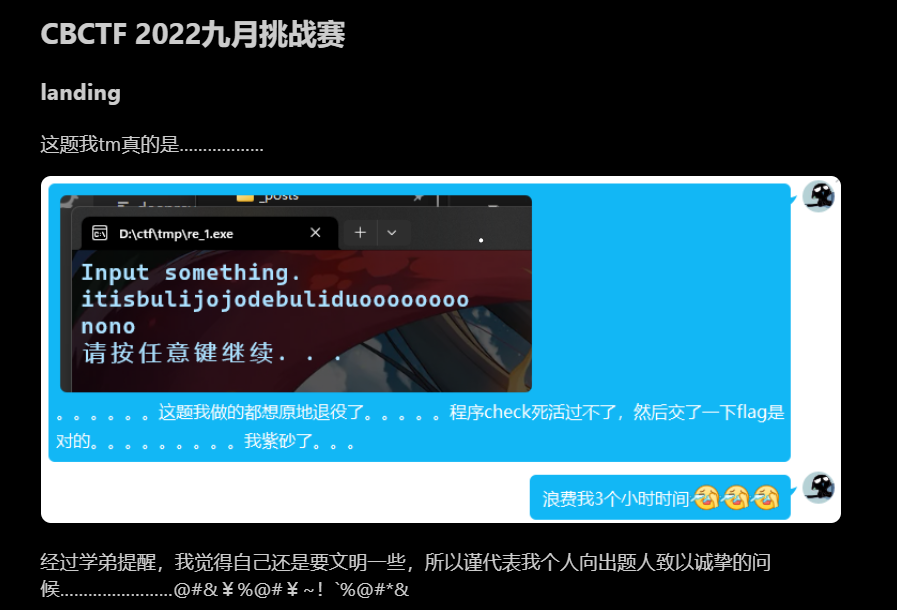 CBCTF 2022九月挑战赛
landing
这题我tm真的是..................
_posts
D:\ctf\tmp\re_1.exe
Input something.
itisbulijojodebuliduoooooooo
nono
请按任意键继续. . .
。。。。。。这题我做的都想原地退役了。。。。。程序check死活过不了，然后交了一下flag是
对的。。。。。。。。。我紫砂了。。。
浪费我3个小时时间🤣🤣🤣
经过学弟提醒，我觉得自己还是要文明一些，所以谨代表我个人向出题人致以诚挚的问
候........................@#&￥%@#￥~！`%@#*&